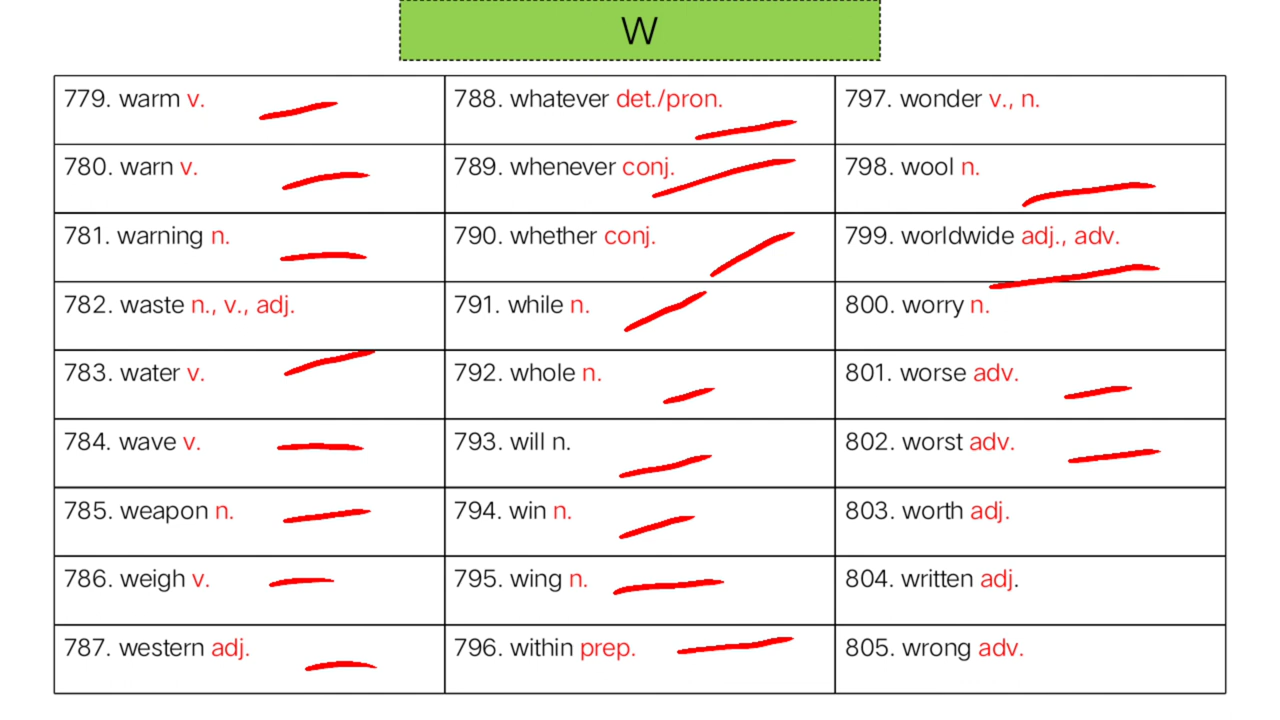 W
779. warm v.
780. warn v.
781. warning n.
782. waste n., v., adj.
783. water v.
784. wave v.
785. weapon n.
786. weigh v.
787. western adj.
788. whatever det./pron.
789. whenever conj.
790. whether conj.
791. while n.
792. whole n.
793. will n.
794. win n.
795. wing n.
796. within prep.
797. wonder v., n.
798. wool n.
799. worldwide adj., adv.
800. worry n.
801. worse adv.
802. worst adv.
803. worth adj.
804. written adj.
805. wrong adv.